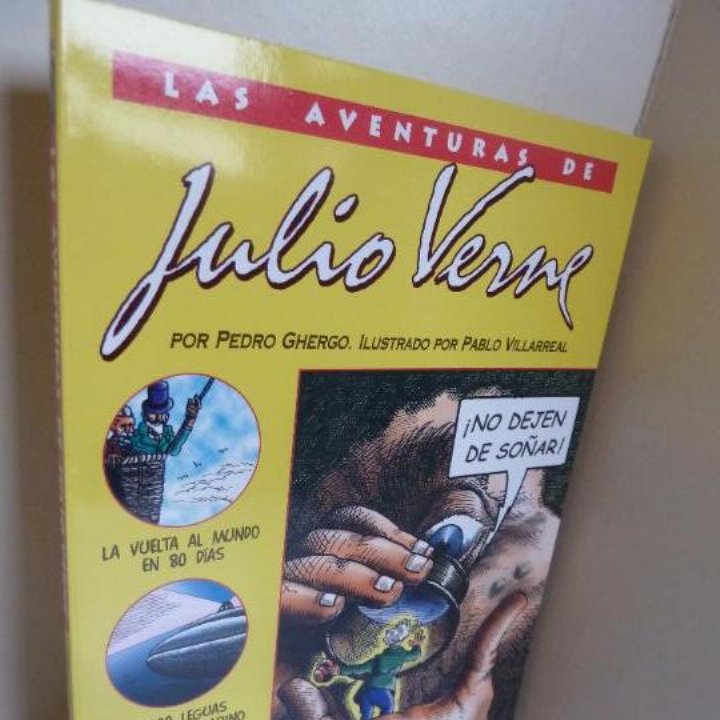 LAS AVENTURAS DE
Julio Verne
POR PEDRO GHERGO. ILUSTRADO POR PABLO VILLARREAL
¡NO DEJEN
DE SOÑAR!
LA VUELTA AL MUNDO
EN 80 DÍAS
LEGUAS